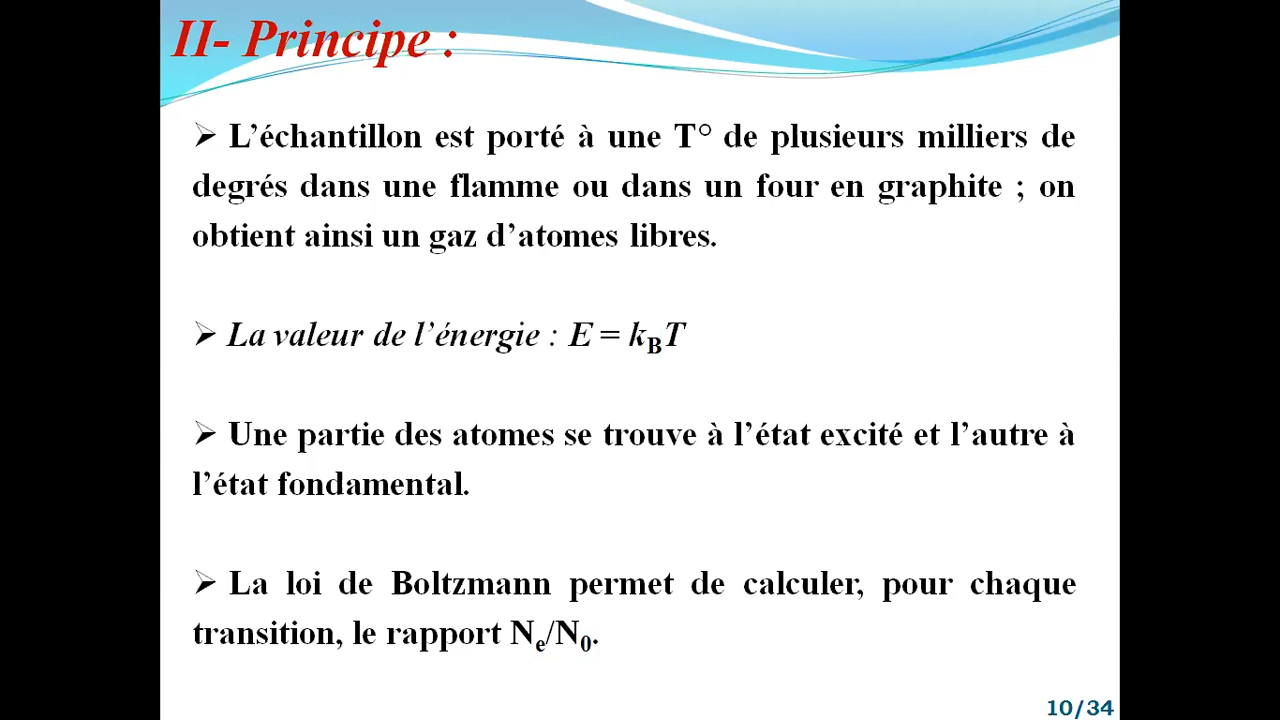 II- Principe :
➢ L’échantillon est porté à une T° de plusieurs milliers de
degrés dans une flamme ou dans un four en graphite ; on
obtient ainsi un gaz d’atomes libres.
➢ La valeur de l’énergie : E = k_BT
➢ Une partie des atomes se trouve à l’état excité et l’autre à
l’état fondamental.
➢ La loi de Boltzmann permet de calculer, pour chaque
transition, le rapport N_e/N_0.
10/34